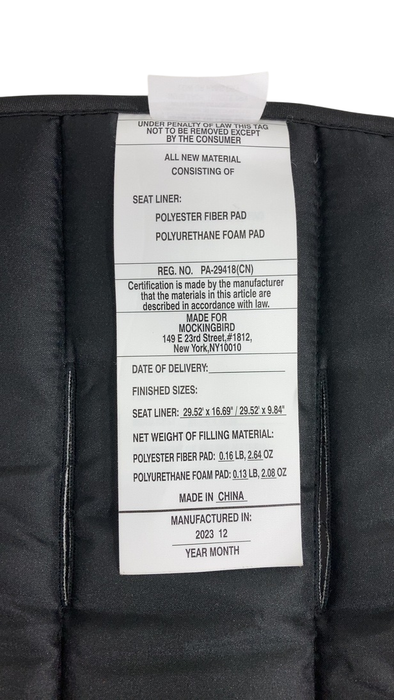 UNDER PENALTY OF LAW THIS TAG
NOT TO BE REMOVED EXCEPT
BY THE CONSUMER
ALL NEW MATERIAL
CONSISTING OF
SEAT LINER:
POLYESTER FIBER PAD
POLYURETHANE FOAM PAD
REG. NO. PA-29418(CN)
Certification is made by the manufacturer
that the materials in this article are
described in accordance with law.
MADE FOR
MOCKINGBIRD
149 E 23rd Street,#1812,
New York,NY10010
DATE OF DELIVERY:
FINISHED SIZES:
SEAT LINER: 29.52' x 16.69" / 29.52' x 9.84"
NET WEIGHT OF FILLING MATERIAL:
POLYESTER FIBER PAD: 0.16 LB, 2.64 OZ
POLYURETHANE FOAM PAD: 0.13 LB, 2.08 OZ
MADE IN CHINA
MANUFACTURED IN:
2023 12
YEAR MONTH